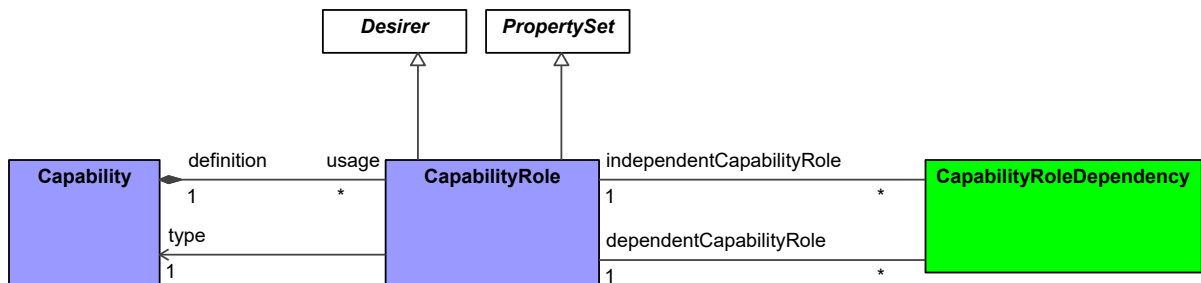 Desirer
PropertySet
definition
usage
independentCapabilityRole
Capability
CapabilityRole
CapabilityRoleDependency
1
*
1
*
type
dependentCapabilityRole
1
1
*